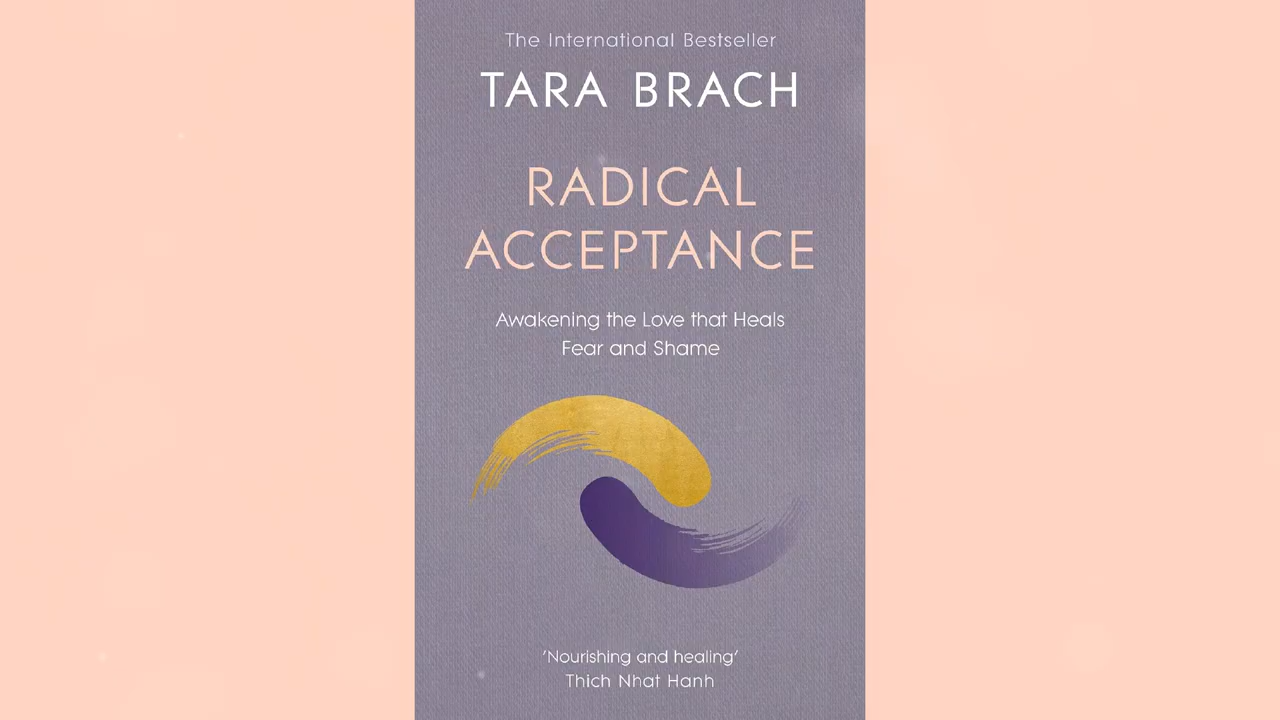 The International Bestseller
TARA BRACH
RADICAL
ACCEPTANCE
Awakening the Love that Heals
Fear and Shame
'Nourishing and healing'
Thich Nhat Hanh